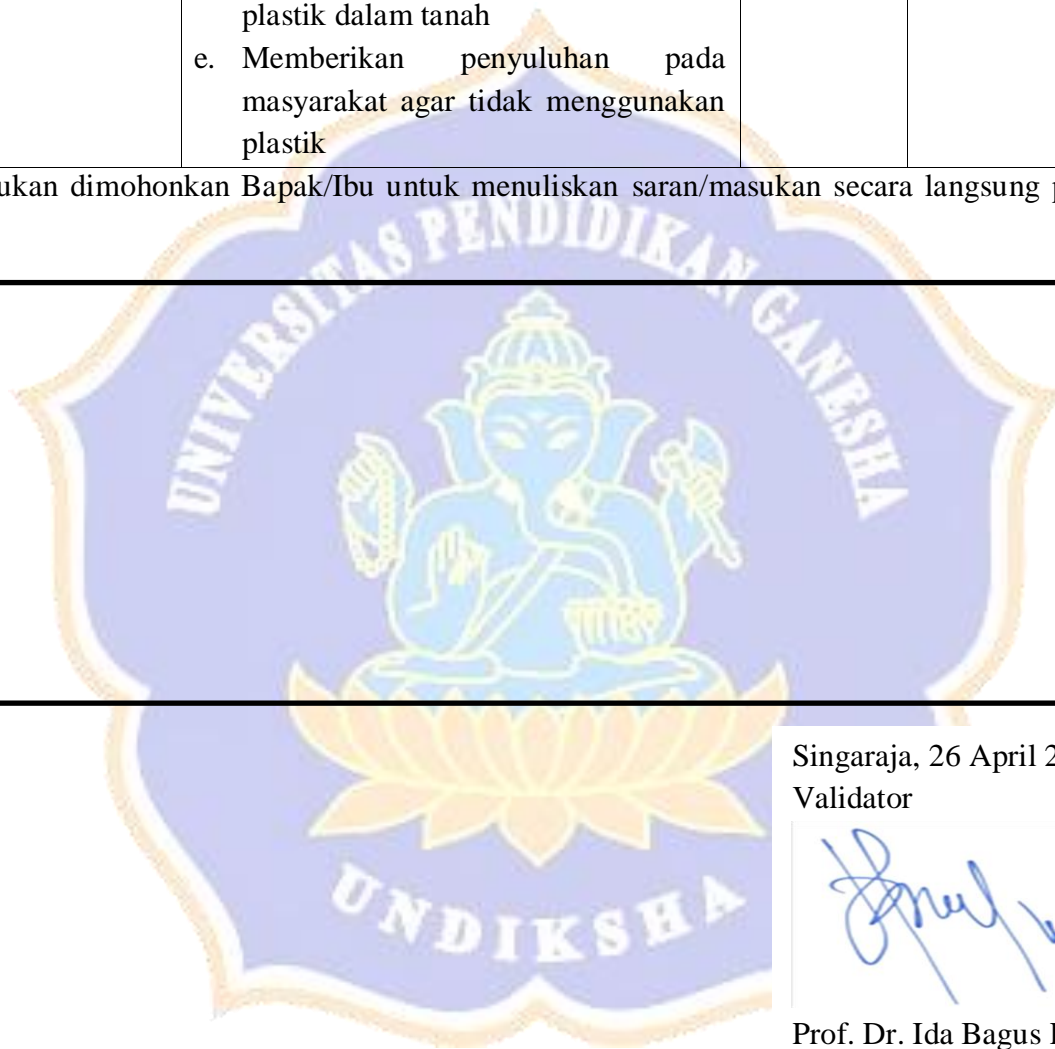 plastik dalam tanah
e. Memberikan penyuluhan pada
masyarakat agar tidak menggunakan
plastik
ukan dimohonkan Bapak/Ibu untuk menuliskan saran/masukan secara langsung p
UNIVERSITAS PENDIDIKAN GANESHA
UNDIKSHA
Singaraja, 26 April 2
Validator
Prof. Dr. Ida Bagus